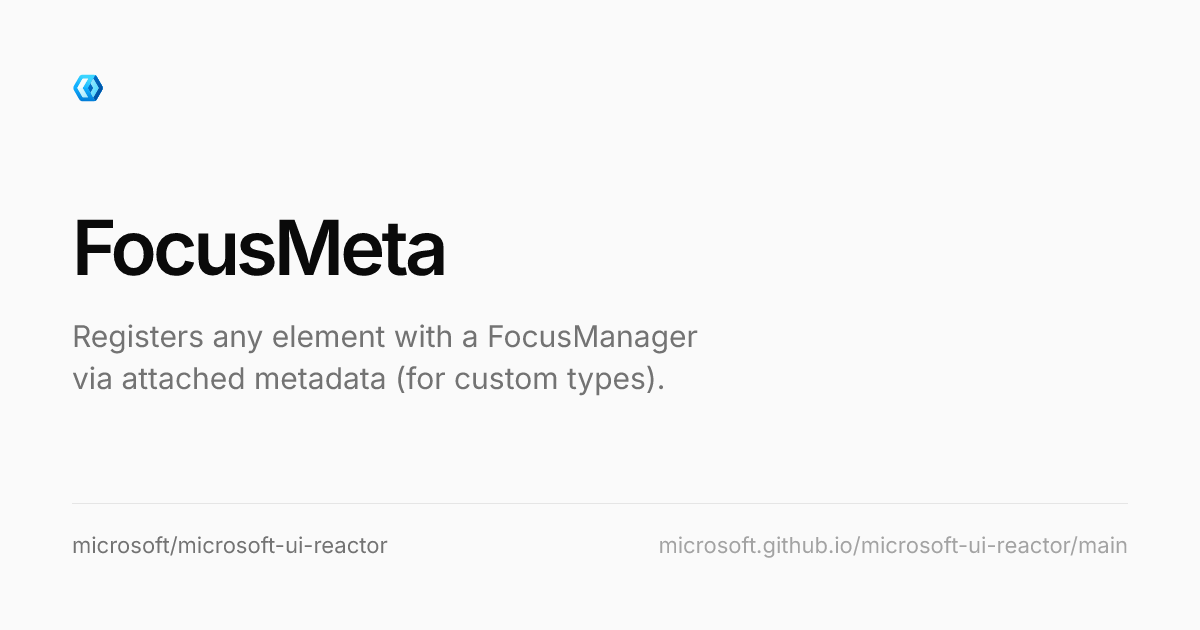 FocusMeta
Registers any element with a FocusManager
via attached metadata (for custom types).
microsoft/microsoft-ui-reactor
microsoft.github.io/microsoft-ui-reactor/main